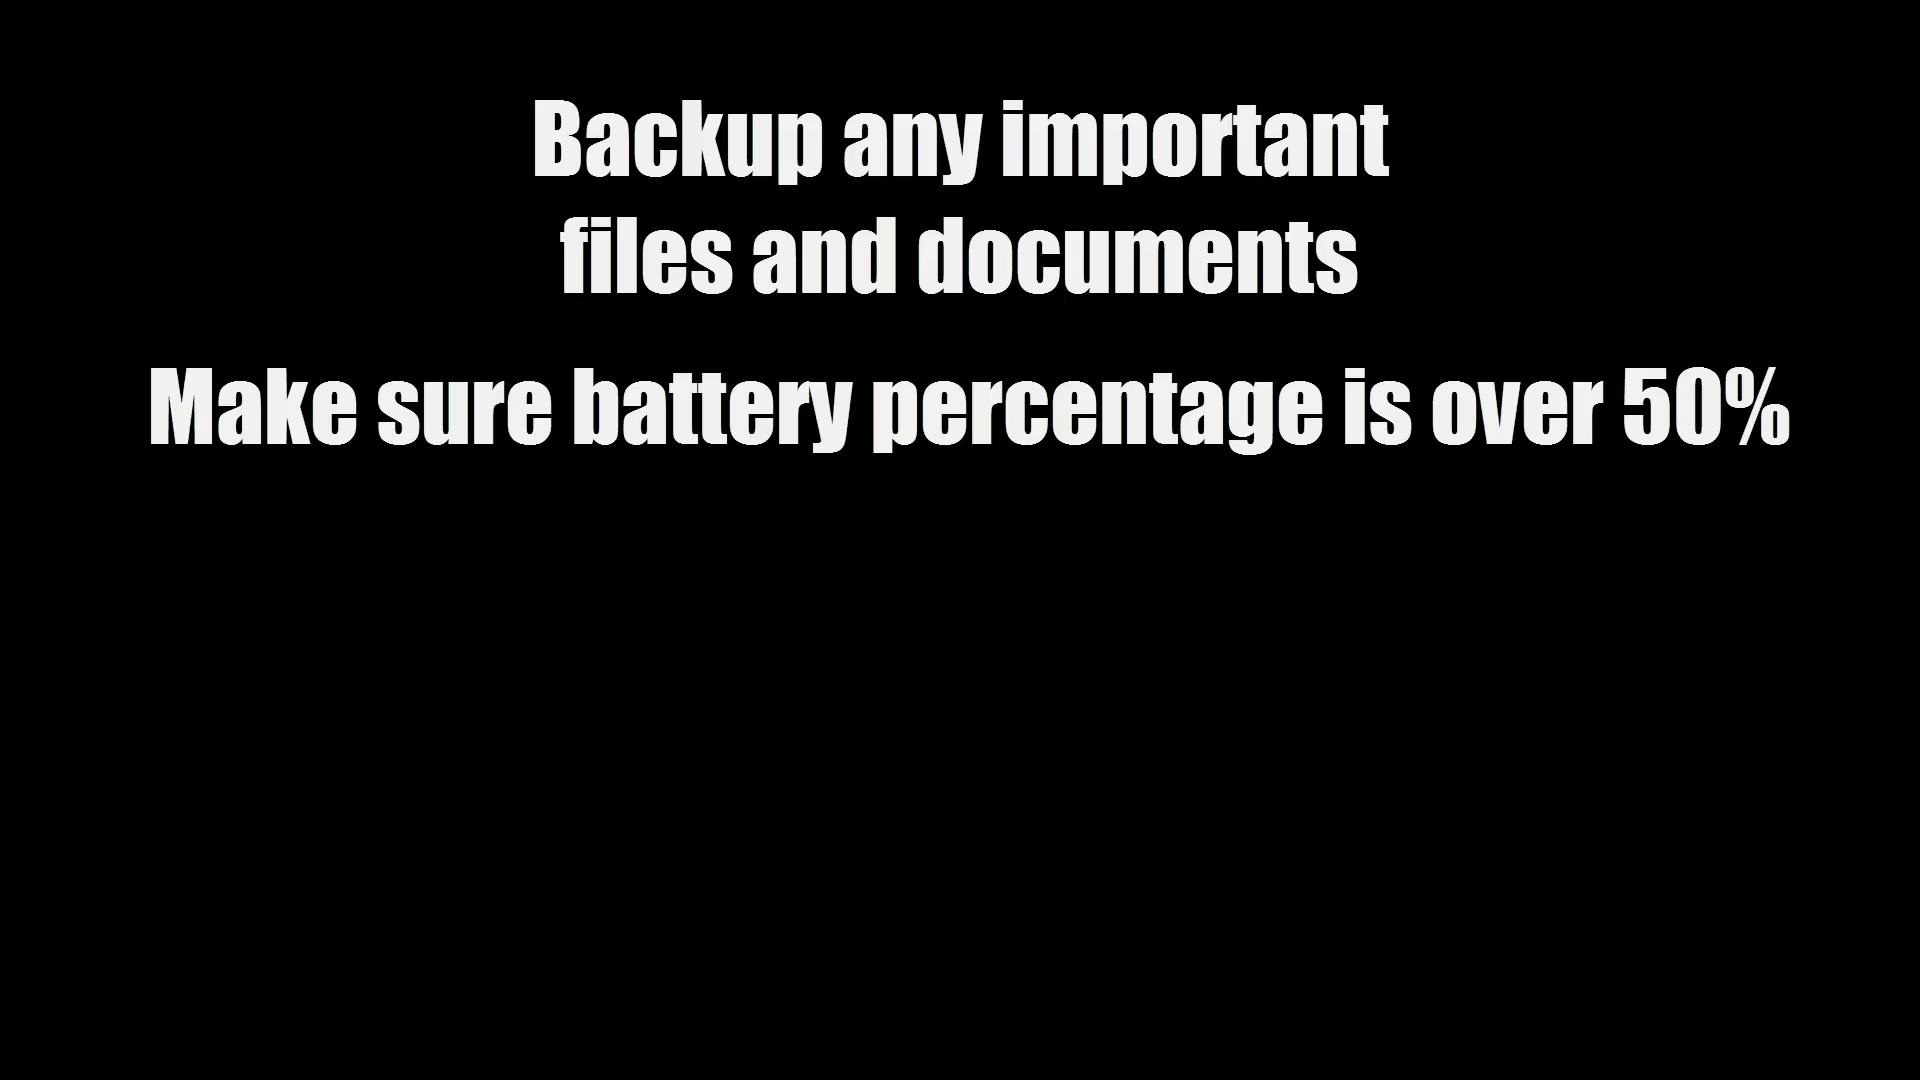 Backup any important
files and documents
Make sure battery percentage is over 50%